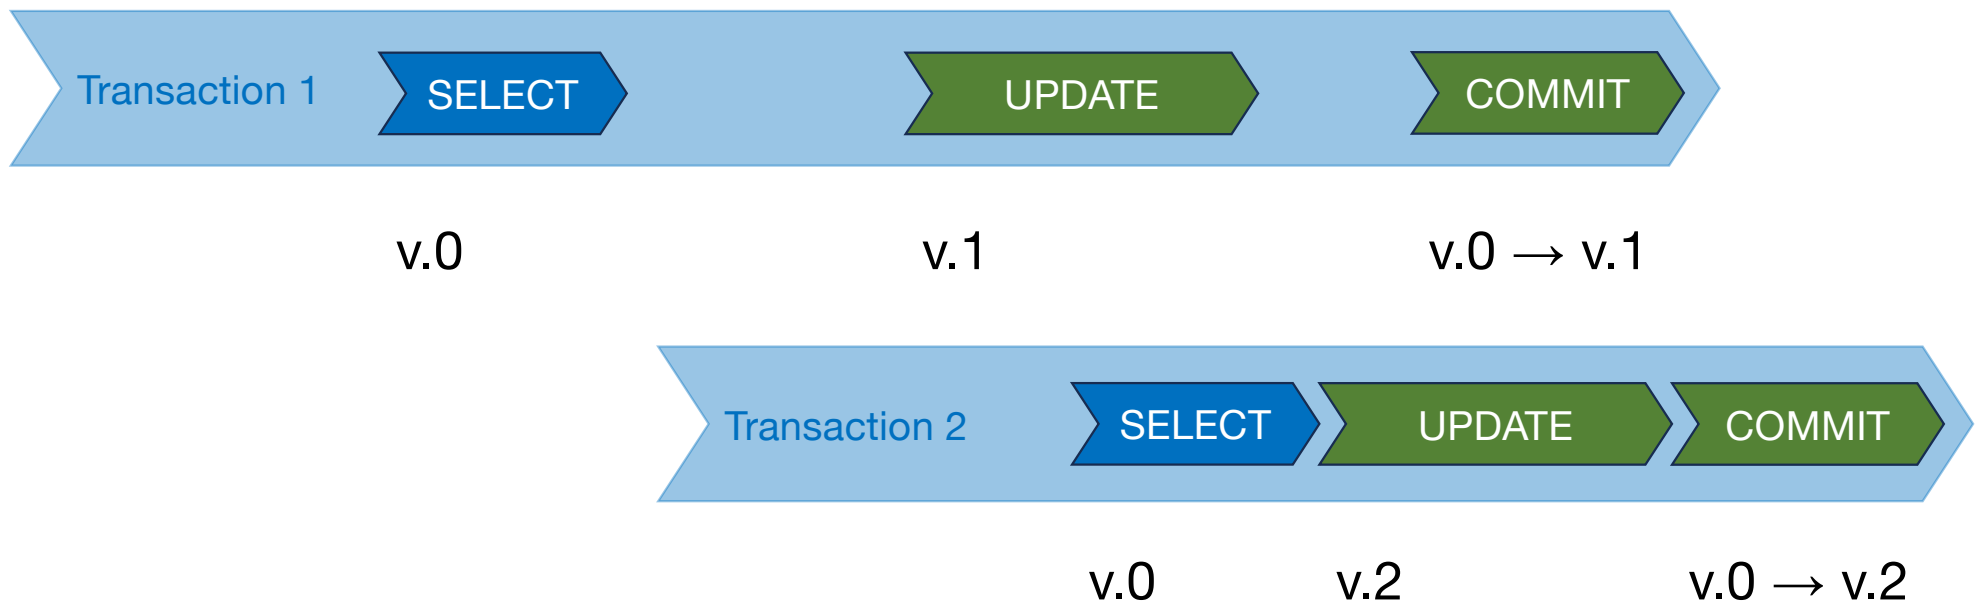 Transaction 1 SELECT UPDATE COMMIT
v.0 v.1 v.0 → v.1
Transaction 2 SELECT UPDATE COMMIT
v.0 v.2 v.0 → v.2